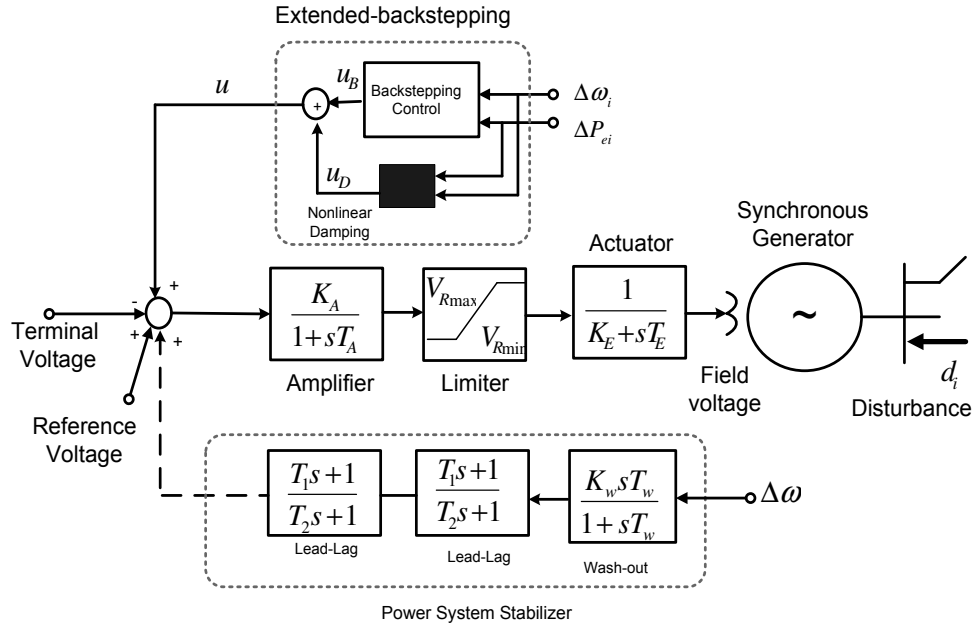 Extended-backstepping
u
u_B
Backstepping
Control
Δω_i
ΔP_ei
+
u_D
Nonlinear
Damping
Synchronous
Generator
Actuator
+
-
+
+
Terminal
Voltage
Reference
Voltage
K_A
1+sT_A
Amplifier
V_Rmax
V_Rmin
Limiter
1
K_E+sT_E
Field
voltage
~
d_i
Disturbance
T_1s+1
T_2s+1
Lead-Lag
T_1s+1
T_2s+1
Lead-Lag
K_wsT_w
1+sT_w
Wash-out
Δω
Power System Stabilizer